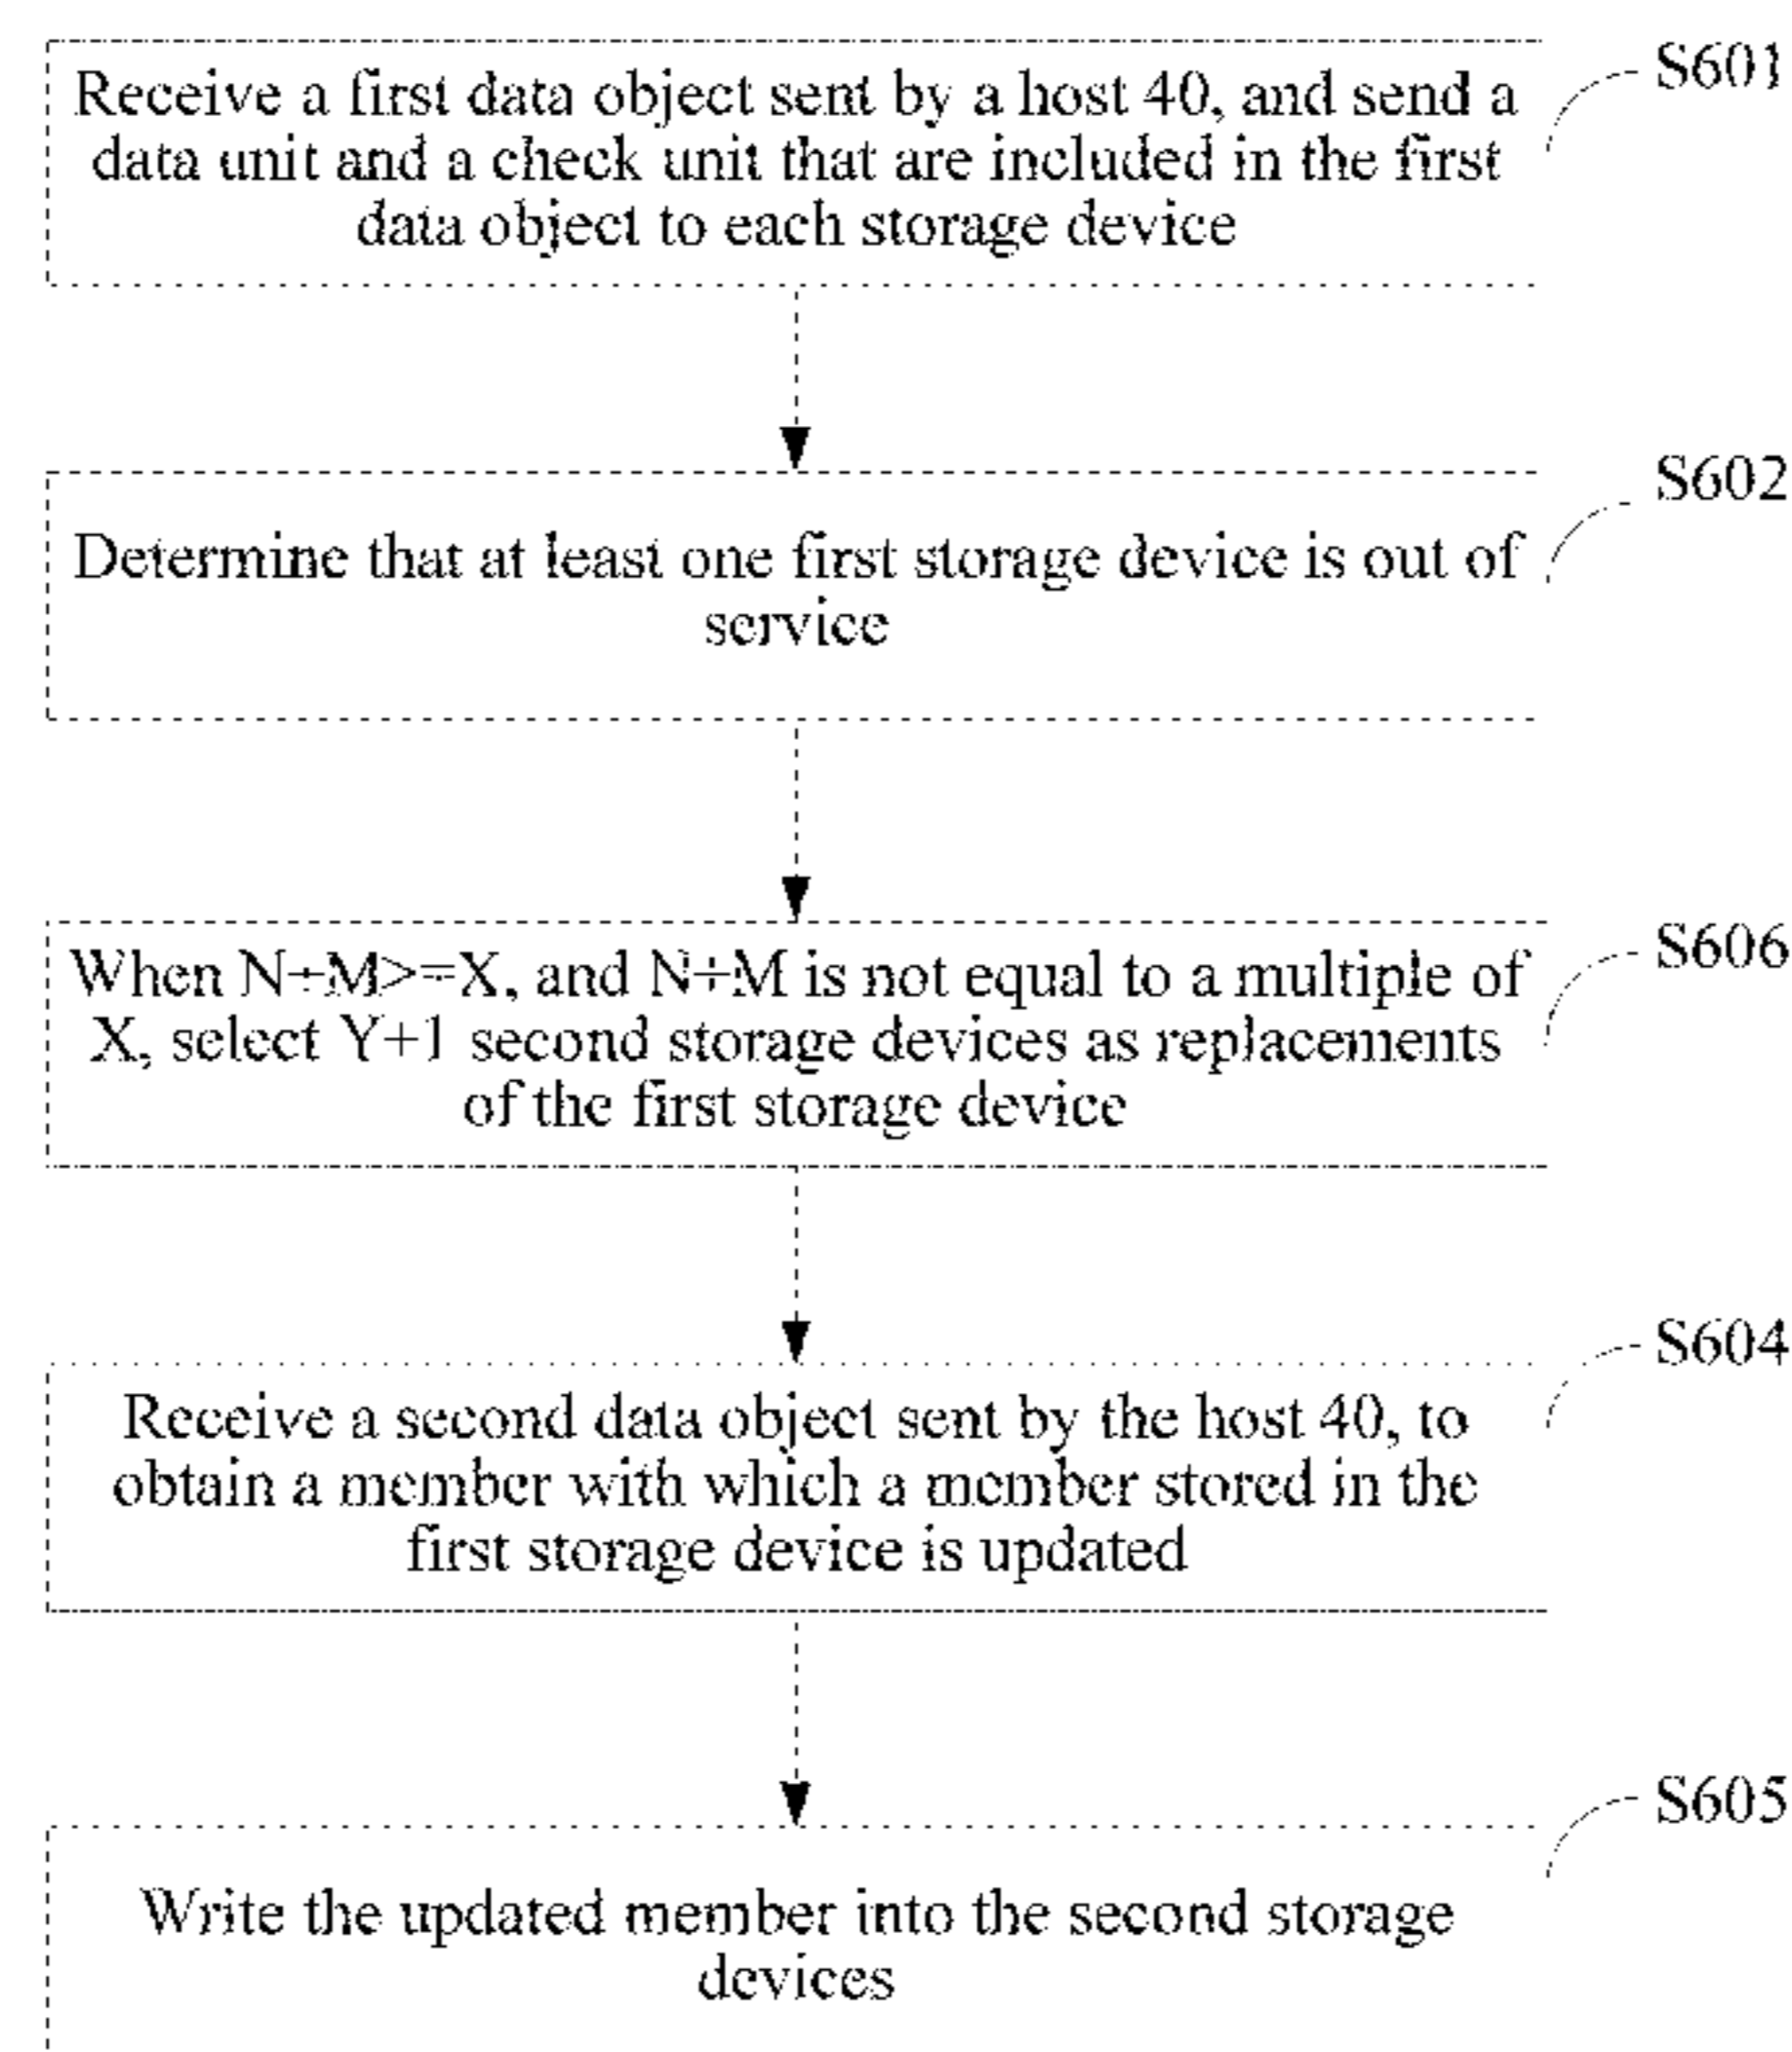 Receive a first data object sent by a host 40, and send a
data unit and a check unit that are included in the first
data object to each storage device
S601
Determine that at least one first storage device is out of
service
S602
When N+M>=X, and N+M is not equal to a multiple of
X, select Y+1 second storage devices as replacements
of the first storage device
S606
Receive a second data object sent by the host 40, to
obtain a member with which a member stored in the
first storage device is updated
S604
Write the updated member into the second storage
devices
S605